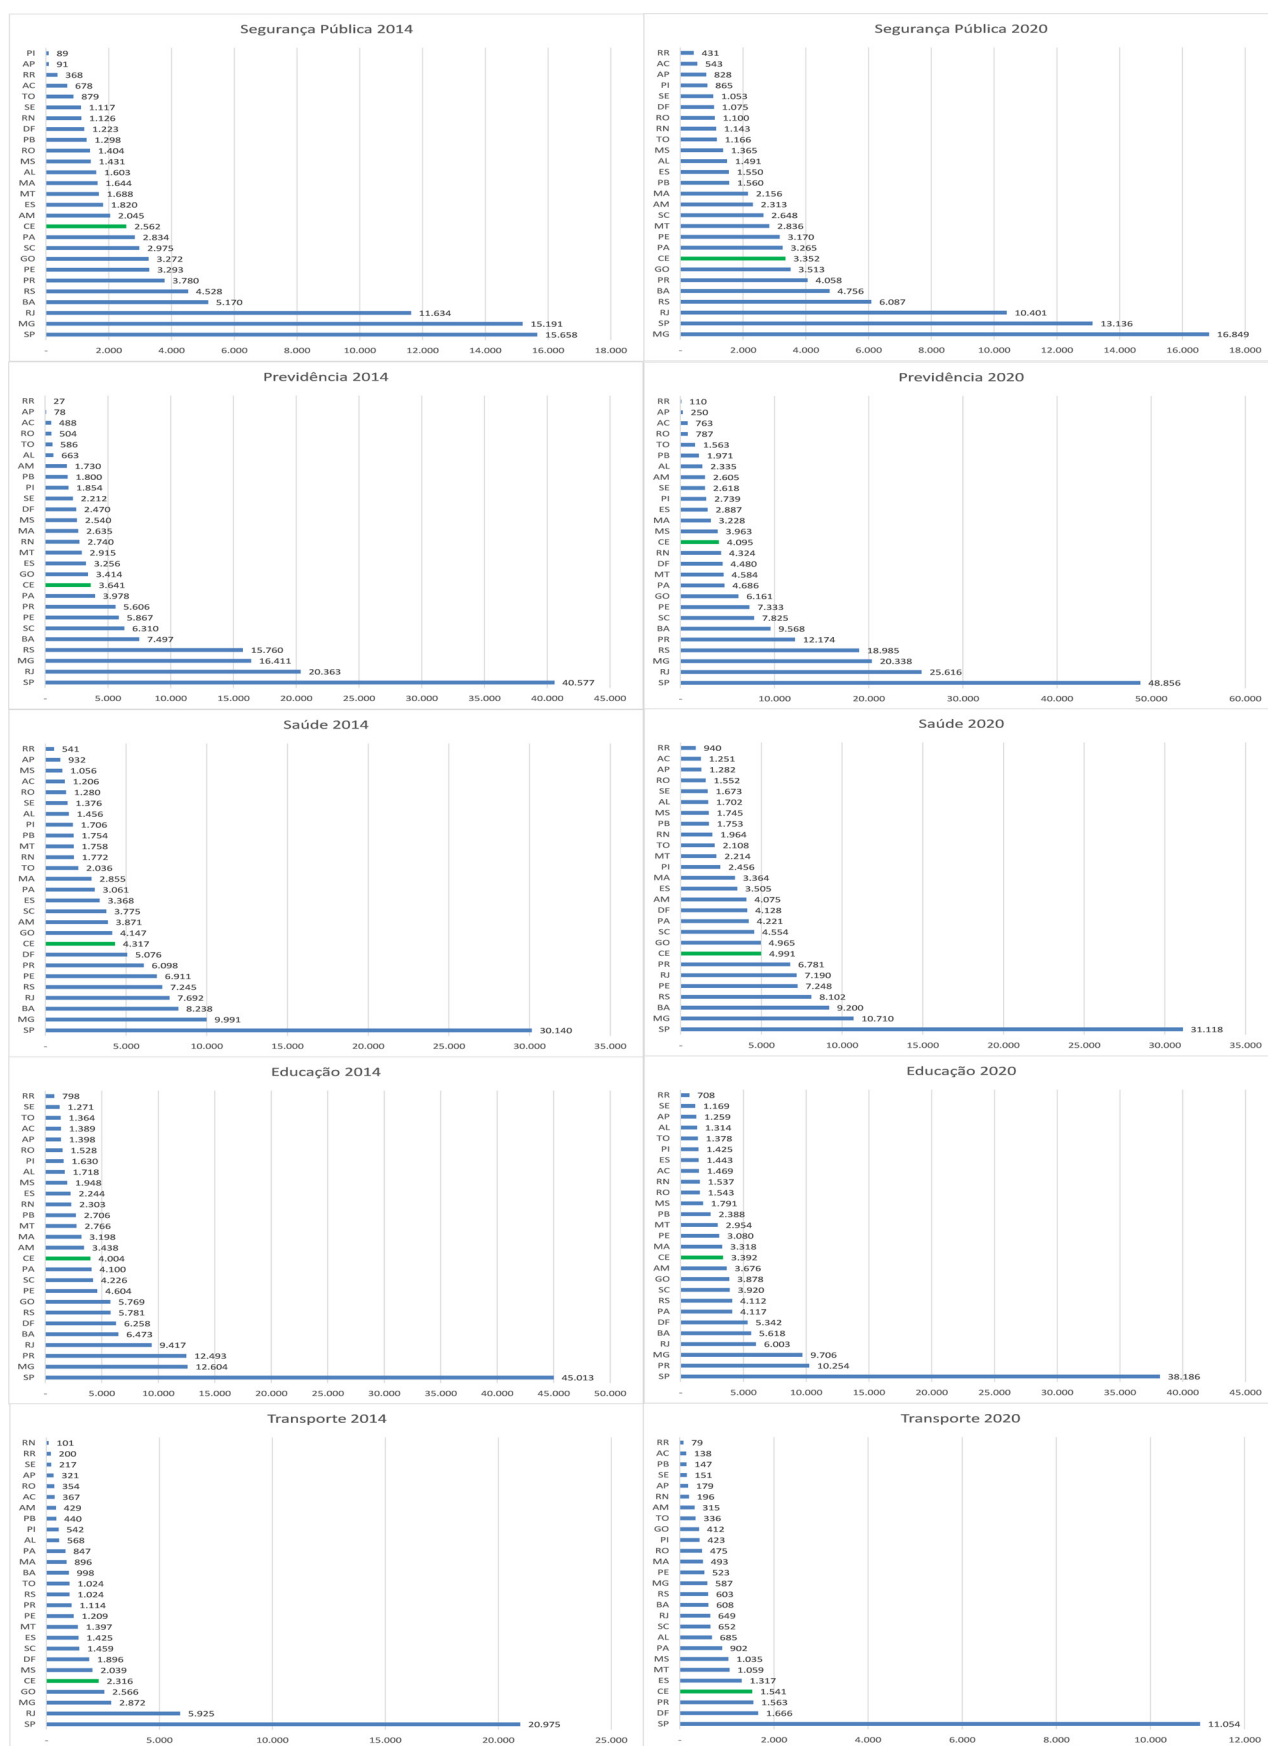 Segurança Pública 2014
PI 89
AP 91
RR 368
AC 678
TO 879
SE 1.117
RN 1.126
DF 1.223
PB 1.298
RO 1.404
MS 1.431
AL 1.603
MA 1.644
MT 1.688
ES 1.820
AM 2.045
CE 2.562
PA 2.834
SC 2.975
GO 3.272
PE 3.293
PR 3.780
RS 4.528
BA 5.170
RJ 11.634
MG 15.191
SP 15.658
- 2.000 4.000 6.000 8.000 10.000 12.000 14.000 16.000 18.000
Segurança Pública 2020
RR 431
AC 543
AP 828
PI 865
SE 1.053
DF 1.075
RO 1.100
RN 1.143
TO 1.166
MS 1.365
AL 1.491
ES 1.550
PB 1.560
MA 2.156
AM 2.313
SC 2.648
MT 2.836
PE 3.170
PA 3.265
CE 3.352
GO 3.513
PR 4.058
BA 4.756
RS 6.087
RJ 10.401
SP 13.136
MG 16.849
- 2.000 4.000 6.000 8.000 10.000 12.000 14.000 16.000 18.000
Previdência 2014
RR 27
AP 78
AC 488
RO 504
TO 586
AL 663
AM 1.730
PB 1.800
PI 1.854
SE 2.212
DF 2.470
MS 2.540
MA 2.635
RN 2.740
MT 2.915
ES 3.256
GO 3.414
CE 3.641
PA 3.978
PR 5.606
PE 5.867
SC 6.310
BA 7.497
RS 15.760
MG 16.411
RJ 20.363
SP 40.577
- 5.000 10.000 15.000 20.000 25.000 30.000 35.000 40.000 45.000
Previdência 2020
RR 110
AP 250
AC 763
RO 787
TO 1.563
PB 1.971
AL 2.335
AM 2.605
SE 2.618
PI 2.739
ES 2.887
MA 3.228
MS 3.963
CE 4.095
RN 4.324
DF 4.480
MT 4.584
PA 4.686
GO 6.161
PE 7.333
SC 7.825
BA 9.568
PR 12.174
RS 18.985
MG 20.338
RJ 25.616
SP 48.856
- 10.000 20.000 30.000 40.000 50.000 60.000
Saúde 2014
RR 541
AP 932
MS 1.056
AC 1.206
RO 1.280
SE 1.376
AL 1.456
PI 1.706
PB 1.754
MT 1.758
RN 1.772
TO 2.036
MA 2.855
PA 3.061
ES 3.368
SC 3.775
AM 3.871
GO 4.147
CE 4.317
DF 5.076
PR 6.098
PE 6.911
RS 7.245
RJ 7.692
BA 8.238
MG 9.991
SP 30.140
- 5.000 10.000 15.000 20.000 25.000 30.000 35.000
Saúde 2020
RR 940
AC 1.251
AP 1.282
RO 1.552
SE 1.673
AL 1.702
MS 1.745
PB 1.753
RN 1.964
TO 2.108
MT 2.214
PI 2.456
MA 3.364
ES 3.505
AM 4.075
DF 4.128
PA 4.221
SC 4.554
GO 4.965
CE 4.991
PR 6.781
RJ 7.190
PE 7.248
RS 8.102
BA 9.200
MG 10.710
SP 31.118
- 5.000 10.000 15.000 20.000 25.000 30.000 35.000
Educação 2014
RR 798
SE 1.271
TO 1.364
AC 1.389
AP 1.398
RO 1.528
PI 1.630
AL 1.718
MS 1.948
ES 2.244
RN 2.303
PB 2.706
MT 2.766
MA 3.198
AM 3.438
CE 4.004
PA 4.100
SC 4.226
PE 4.604
GO 5.769
RS 5.781
DF 6.258
BA 6.473
RJ 9.417
PR 12.493
MG 12.604
SP 45.013
- 5.000 10.000 15.000 20.000 25.000 30.000 35.000 40.000 45.000 50.000
Educação 2020
RR 708
SE 1.169
AP 1.259
AL 1.314
TO 1.378
PI 1.425
ES 1.443
AC 1.469
RN 1.537
RO 1.543
MS 1.791
PB 2.388
MT 2.954
PE 3.080
MA 3.318
CE 3.392
AM 3.676
GO 3.878
SC 3.920
RS 4.112
PA 4.117
DF 5.342
BA 5.618
RJ 6.003
MG 9.706
PR 10.254
SP 38.186
- 5.000 10.000 15.000 20.000 25.000 30.000 35.000 40.000 45.000
Transporte 2014
RN 101
RR 200
SE 217
AP 321
RO 354
AC 367
AM 429
PB 440
PI 542
AL 568
PA 847
MA 896
BA 998
TO 1.024
RS 1.024
PR 1.114
PE 1.209
MT 1.397
ES 1.425
SC 1.459
DF 1.896
MS 2.039
CE 2.316
GO 2.566
MG 2.872
RJ 5.925
SP 20.975
- 5.000 10.000 15.000 20.000 25.000
Transporte 2020
RR 79
AC 138
PB 147
SE 151
AP 179
RN 196
AM 315
TO 336
GO 412
PI 423
RO 475
MA 493
PE 523
MG 587
RS 603
BA 608
RJ 649
SC 652
AL 685
PA 902
MS 1.035
MT 1.059
ES 1.317
CE 1.541
PR 1.563
DF 1.666
SP 11.054
- 2.000 4.000 6.000 8.000 10.000 12.000